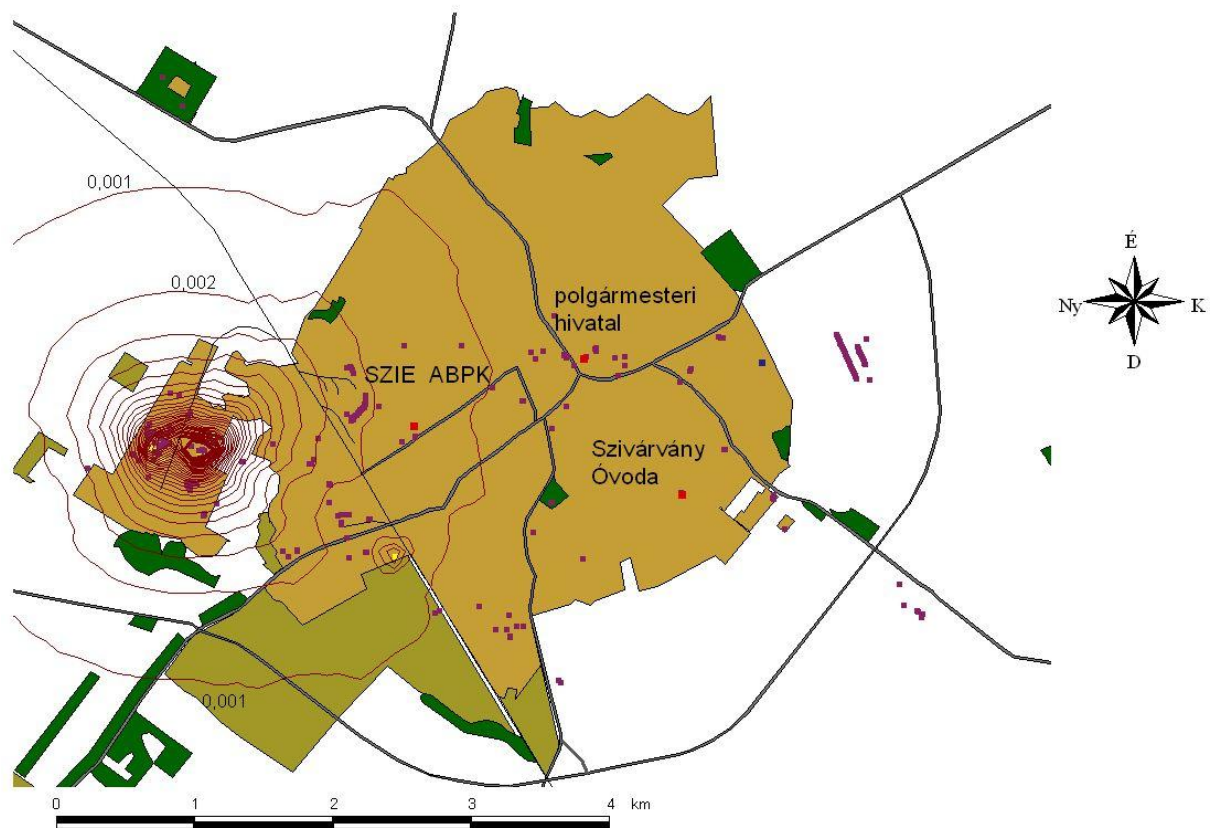 0,001
0,002
polgármesteri
hivatal
É
Ny
K
D
SZIE ABPK
Szivárvány
Óvoda
0,001
0
1
2
3
4
km